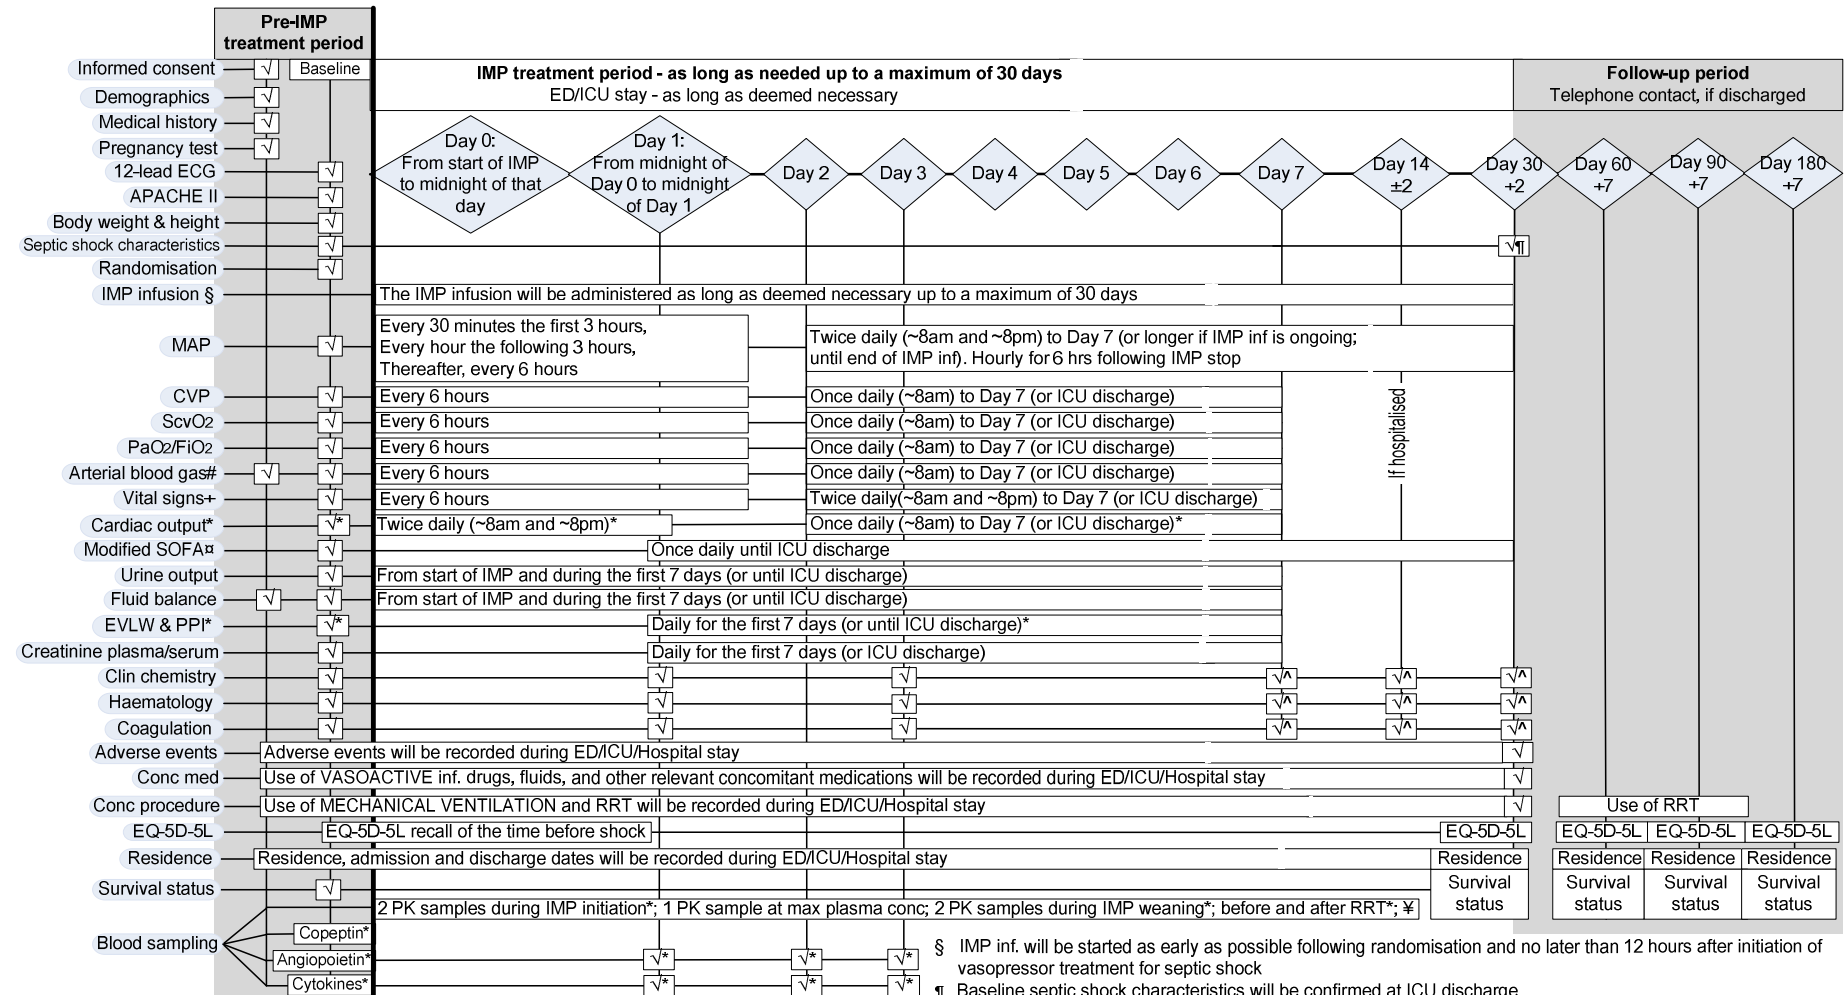 Pre-IMP
treatment period
Informed consent √ Baseline
IMP treatment period - as long as needed up to a maximum of 30 days
ED/ICU stay - as long as deemed necessary
Follow-up period
Telephone contact, if discharged
Demographics √
Medical history √
Pregnancy test √
12-lead ECG √
APACHE II √
Body weight & height √
Day 0:
From start of IMP
to midnight of that
day
Day 1:
From midnight of
Day 0 to midnight
of Day 1
Day 2
Day 3
Day 4
Day 5
Day 6
Day 7
Day 14
±2
Day 30
+2
Day 60
+7
Day 90
+7
Day 180
+7
Septic shock characteristics √ √¶
Randomisation √
IMP infusion § The IMP infusion will be administered as long as deemed necessary up to a maximum of 30 days
MAP √
Every 30 minutes the first 3 hours,
Every hour the following 3 hours,
Thereafter, every 6 hours
Twice daily (~8am and ~8pm) to Day 7 (or longer if IMP inf is ongoing;
until end of IMP inf). Hourly for 6 hrs following IMP stop
If hospitalised
CVP √ Every 6 hours Once daily (~8am) to Day 7 (or ICU discharge)
ScvO2 √ Every 6 hours Once daily (~8am) to Day 7 (or ICU discharge)
PaO2/FiO2 √ Every 6 hours Once daily (~8am) to Day 7 (or ICU discharge)
Arterial blood gas# √ √ Every 6 hours Once daily (~8am) to Day 7 (or ICU discharge)
Vital signs+ √ Every 6 hours Twice daily(~8am and ~8pm) to Day 7 (or ICU discharge)
Cardiac output* √* Twice daily (~8am and ~8pm)* Once daily (~8am) to Day 7 (or ICU discharge)*
Modified SOFA¤ √ Once daily until ICU discharge
Urine output √ From start of IMP and during the first 7 days (or until ICU discharge)
Fluid balance √ √ From start of IMP and during the first 7 days (or until ICU discharge)
EVLW & PPI* √* Daily for the first 7 days (or until ICU discharge)*
Creatinine plasma/serum √ Daily for the first 7 days (or ICU discharge)
Clin chemistry √ √ √ √^ √^ √^
Haematology √ √ √ √^ √^ √^
Coagulation √ √ √ √^ √^ √^
Adverse events Adverse events will be recorded during ED/ICU/Hospital stay √
Conc med Use of VASOACTIVE inf. drugs, fluids, and other relevant concomitant medications will be recorded during ED/ICU/Hospital stay √
Conc procedure Use of MECHANICAL VENTILATION and RRT will be recorded during ED/ICU/Hospital stay √ Use of RRT
EQ-5D-5L EQ-5D-5L recall of the time before shock EQ-5D-5L EQ-5D-5L EQ-5D-5L EQ-5D-5L
Residence Residence, admission and discharge dates will be recorded during ED/ICU/Hospital stay Residence Residence Residence Residence
Survival status √
Survival
status
Survival
status
Survival
status
Survival
status
2 PK samples during IMP initiation*; 1 PK sample at max plasma conc; 2 PK samples during IMP weaning*; before and after RRT*; ¥
Blood sampling
Copeptin*
Angiopoietin* √* √* √*
Cytokines* √* √* √*
§ IMP inf. will be started as early as possible following randomisation and no later than 12 hours after initiation of
vasopressor treatment for septic shock
¶ Baseline septic shock characteristics will be confirmed at ICU discharge